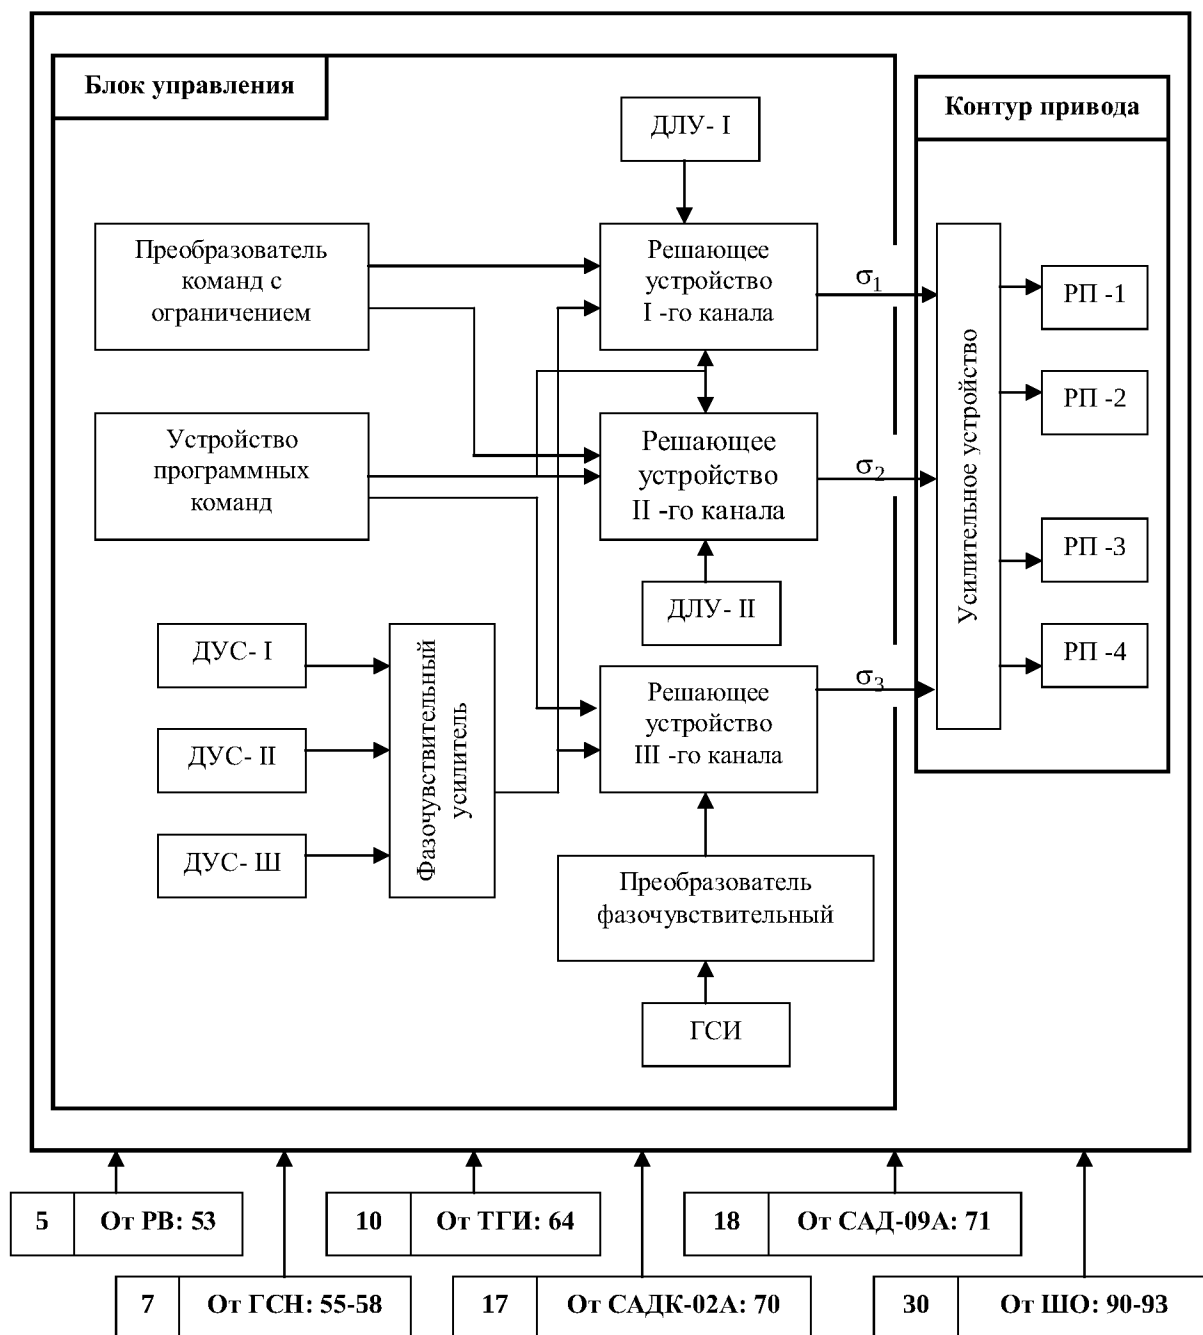 Блок управления
Контур привода
ДЛУ- I
Преобразователь
команд с
ограничением
Решающее
устройство
I -го канала
σ1
РП -1
РП -2
Усилительное устройство
Устройство
программных
команд
Решающее
устройство
II -го канала
σ2
РП -3
ДЛУ- II
РП -4
ДУС- I
Фазочувствительный
усилитель
Решающее
устройство
III -го канала
σ3
ДУС- II
ДУС- Ш
Преобразователь
фазочувствительный
ГСИ
5 От РВ: 53
10 От ТГИ: 64
18 От САД-09А: 71
7 От ГСН: 55-58
17 От САДК-02А: 70
30 От ШО: 90-93